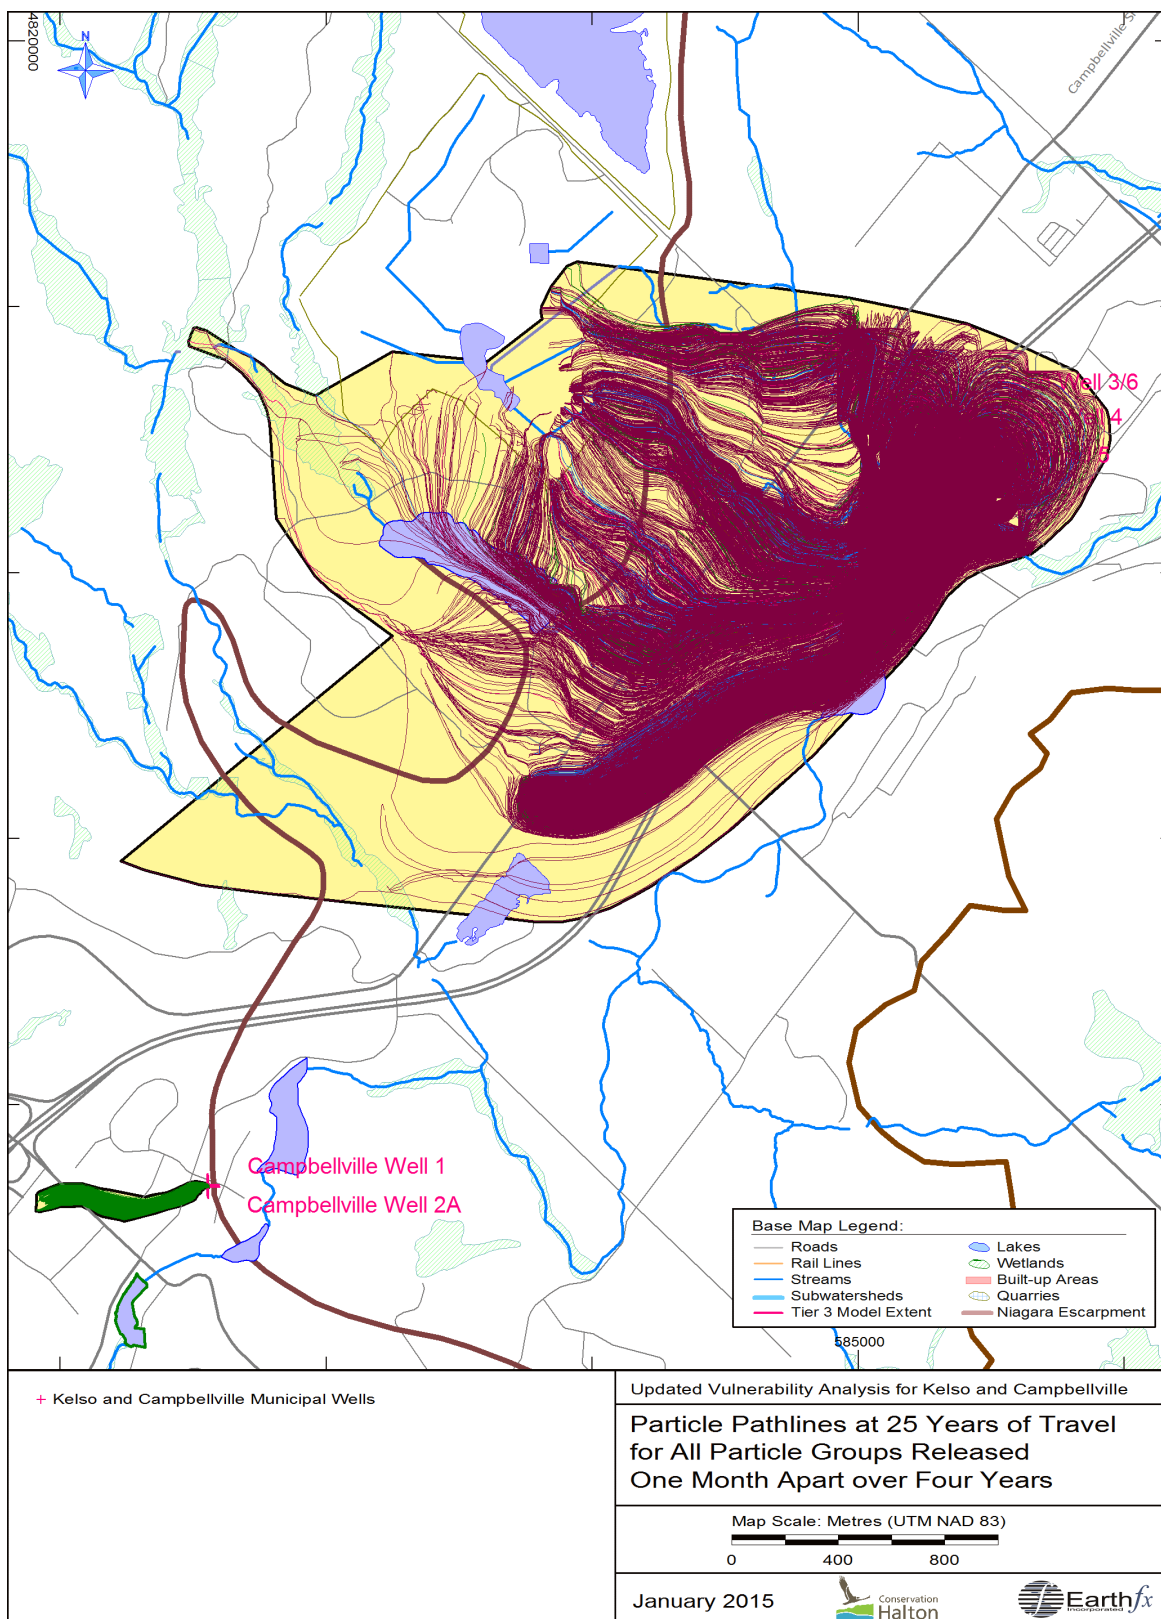 4820000
N
Campbellville
Well 3/6
4
Campbellville Well 1
Campbellville Well 2A
Base Map Legend:
Roads
Rail Lines
Streams
Subwatersheds
Tier 3 Model Extent
Lakes
Wetlands
Built-up Areas
Quarries
Niagara Escarpment
585000
+ Kelso and Campbellville Municipal Wells
Updated Vulnerability Analysis for Kelso and Campbellville
Particle Pathlines at 25 Years of Travel
for All Particle Groups Released
One Month Apart over Four Years
Map Scale: Metres (UTM NAD 83)
0 400 800
January 2015
Conservation
Halton
Earthfx
Incorporated